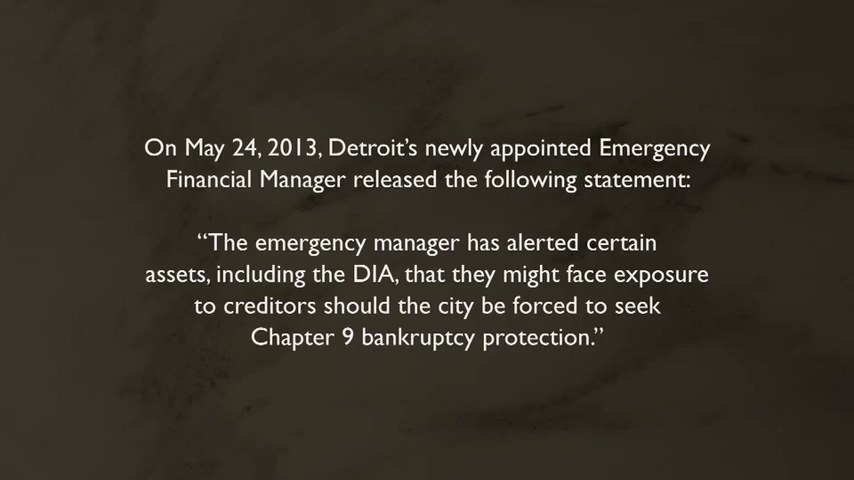 On May 24, 2013, Detroit’s newly appointed Emergency
Financial Manager released the following statement:
“The emergency manager has alerted certain
assets, including the DIA, that they might face exposure
to creditors should the city be forced to seek
Chapter 9 bankruptcy protection.”